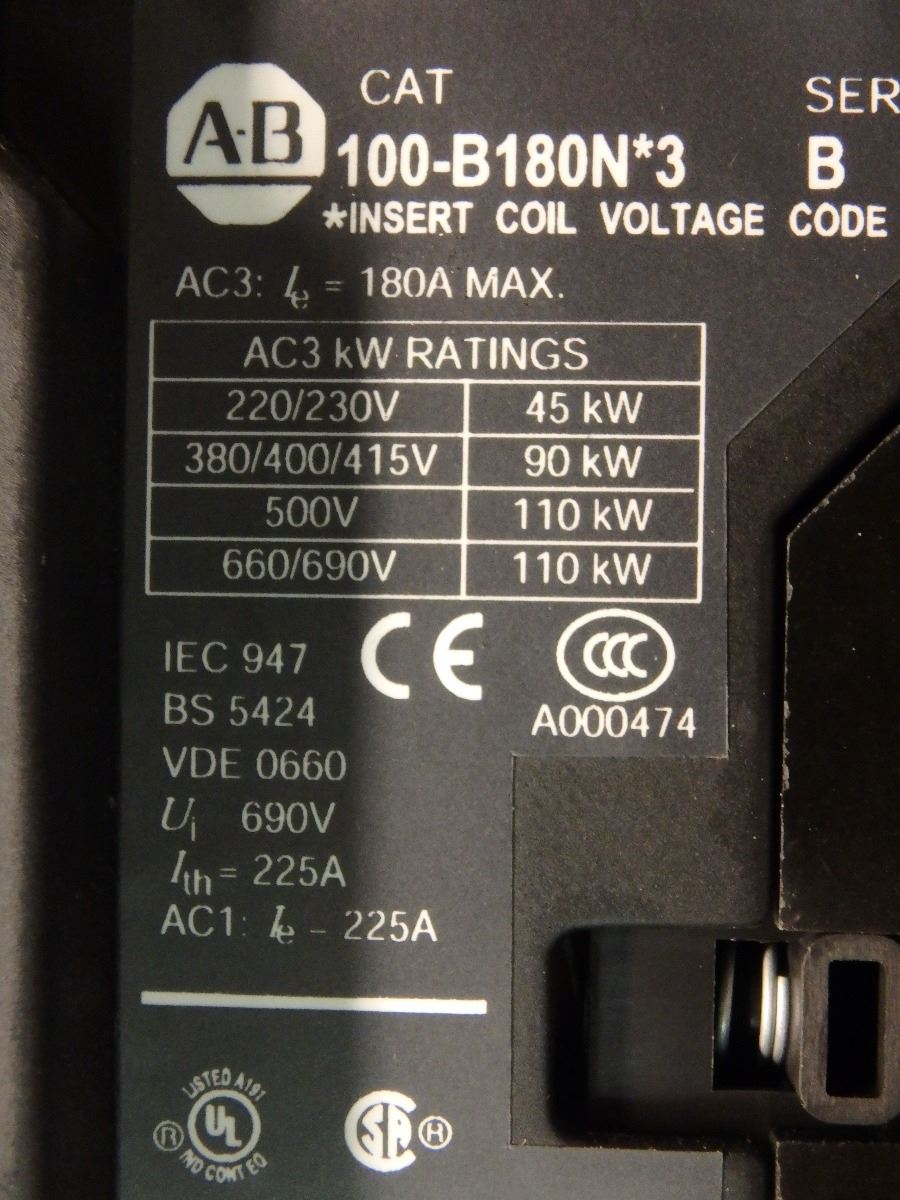 CAT SER
A-B
100-B180N*3 B
*INSERT COIL VOLTAGE CODE
AC3: Ie = 180A MAX.
AC3 kW RATINGS
220/230V 45 kW
380/400/415V 90 kW
500V 110 kW
660/690V 110 kW
CE CCC
IEC 947
A000474
BS 5424
VDE 0660
Ui 690V
Ith = 225A
AC1: Ie – 225A
LISTED A191
® UL SA H
IND CONT EQ